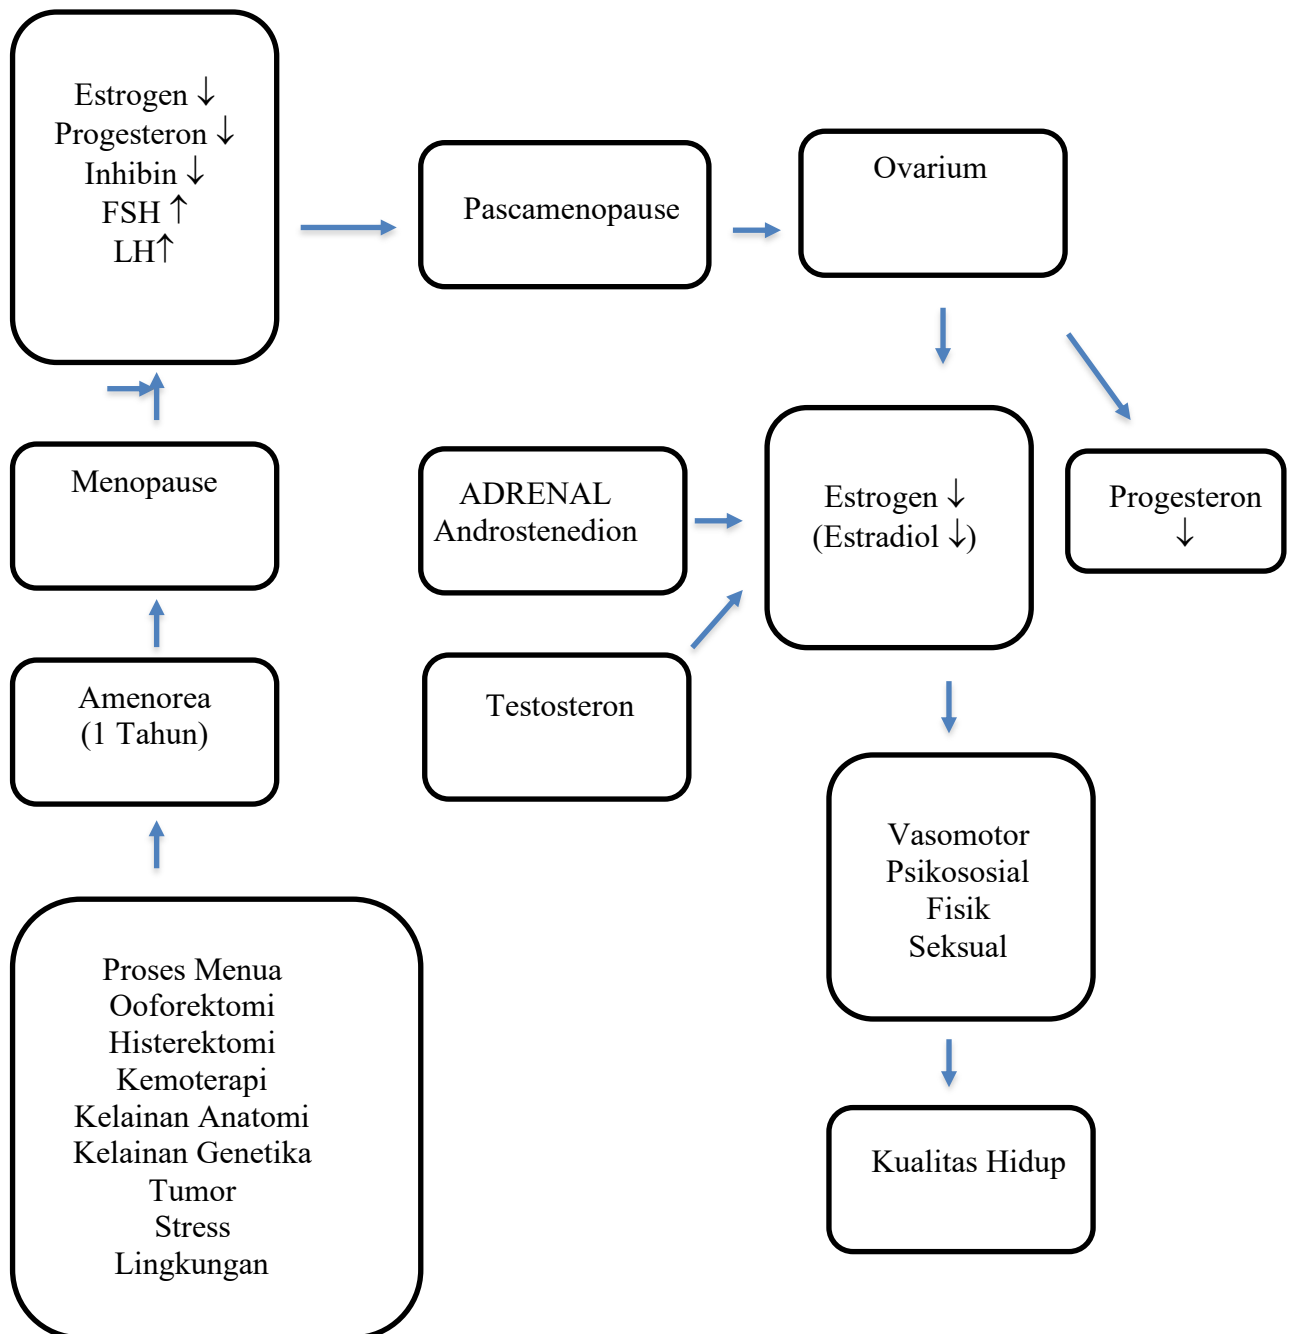 Estrogen ↓
Progesteron ↓
Inhibin ↓
FSH ↑
LH↑
Pascamenopause
Ovarium
Menopause
ADRENAL
Androstenedion
Estrogen ↓
(Estradiol ↓)
Progesteron
↓
Amenorea
(1 Tahun)
Testosteron
Vasomotor
Psikososial
Fisik
Seksual
Proses Menua
Ooforektomi
Histerektomi
Kemoterapi
Kelainan Anatomi
Kelainan Genetika
Tumor
Stress
Lingkungan
Kualitas Hidup